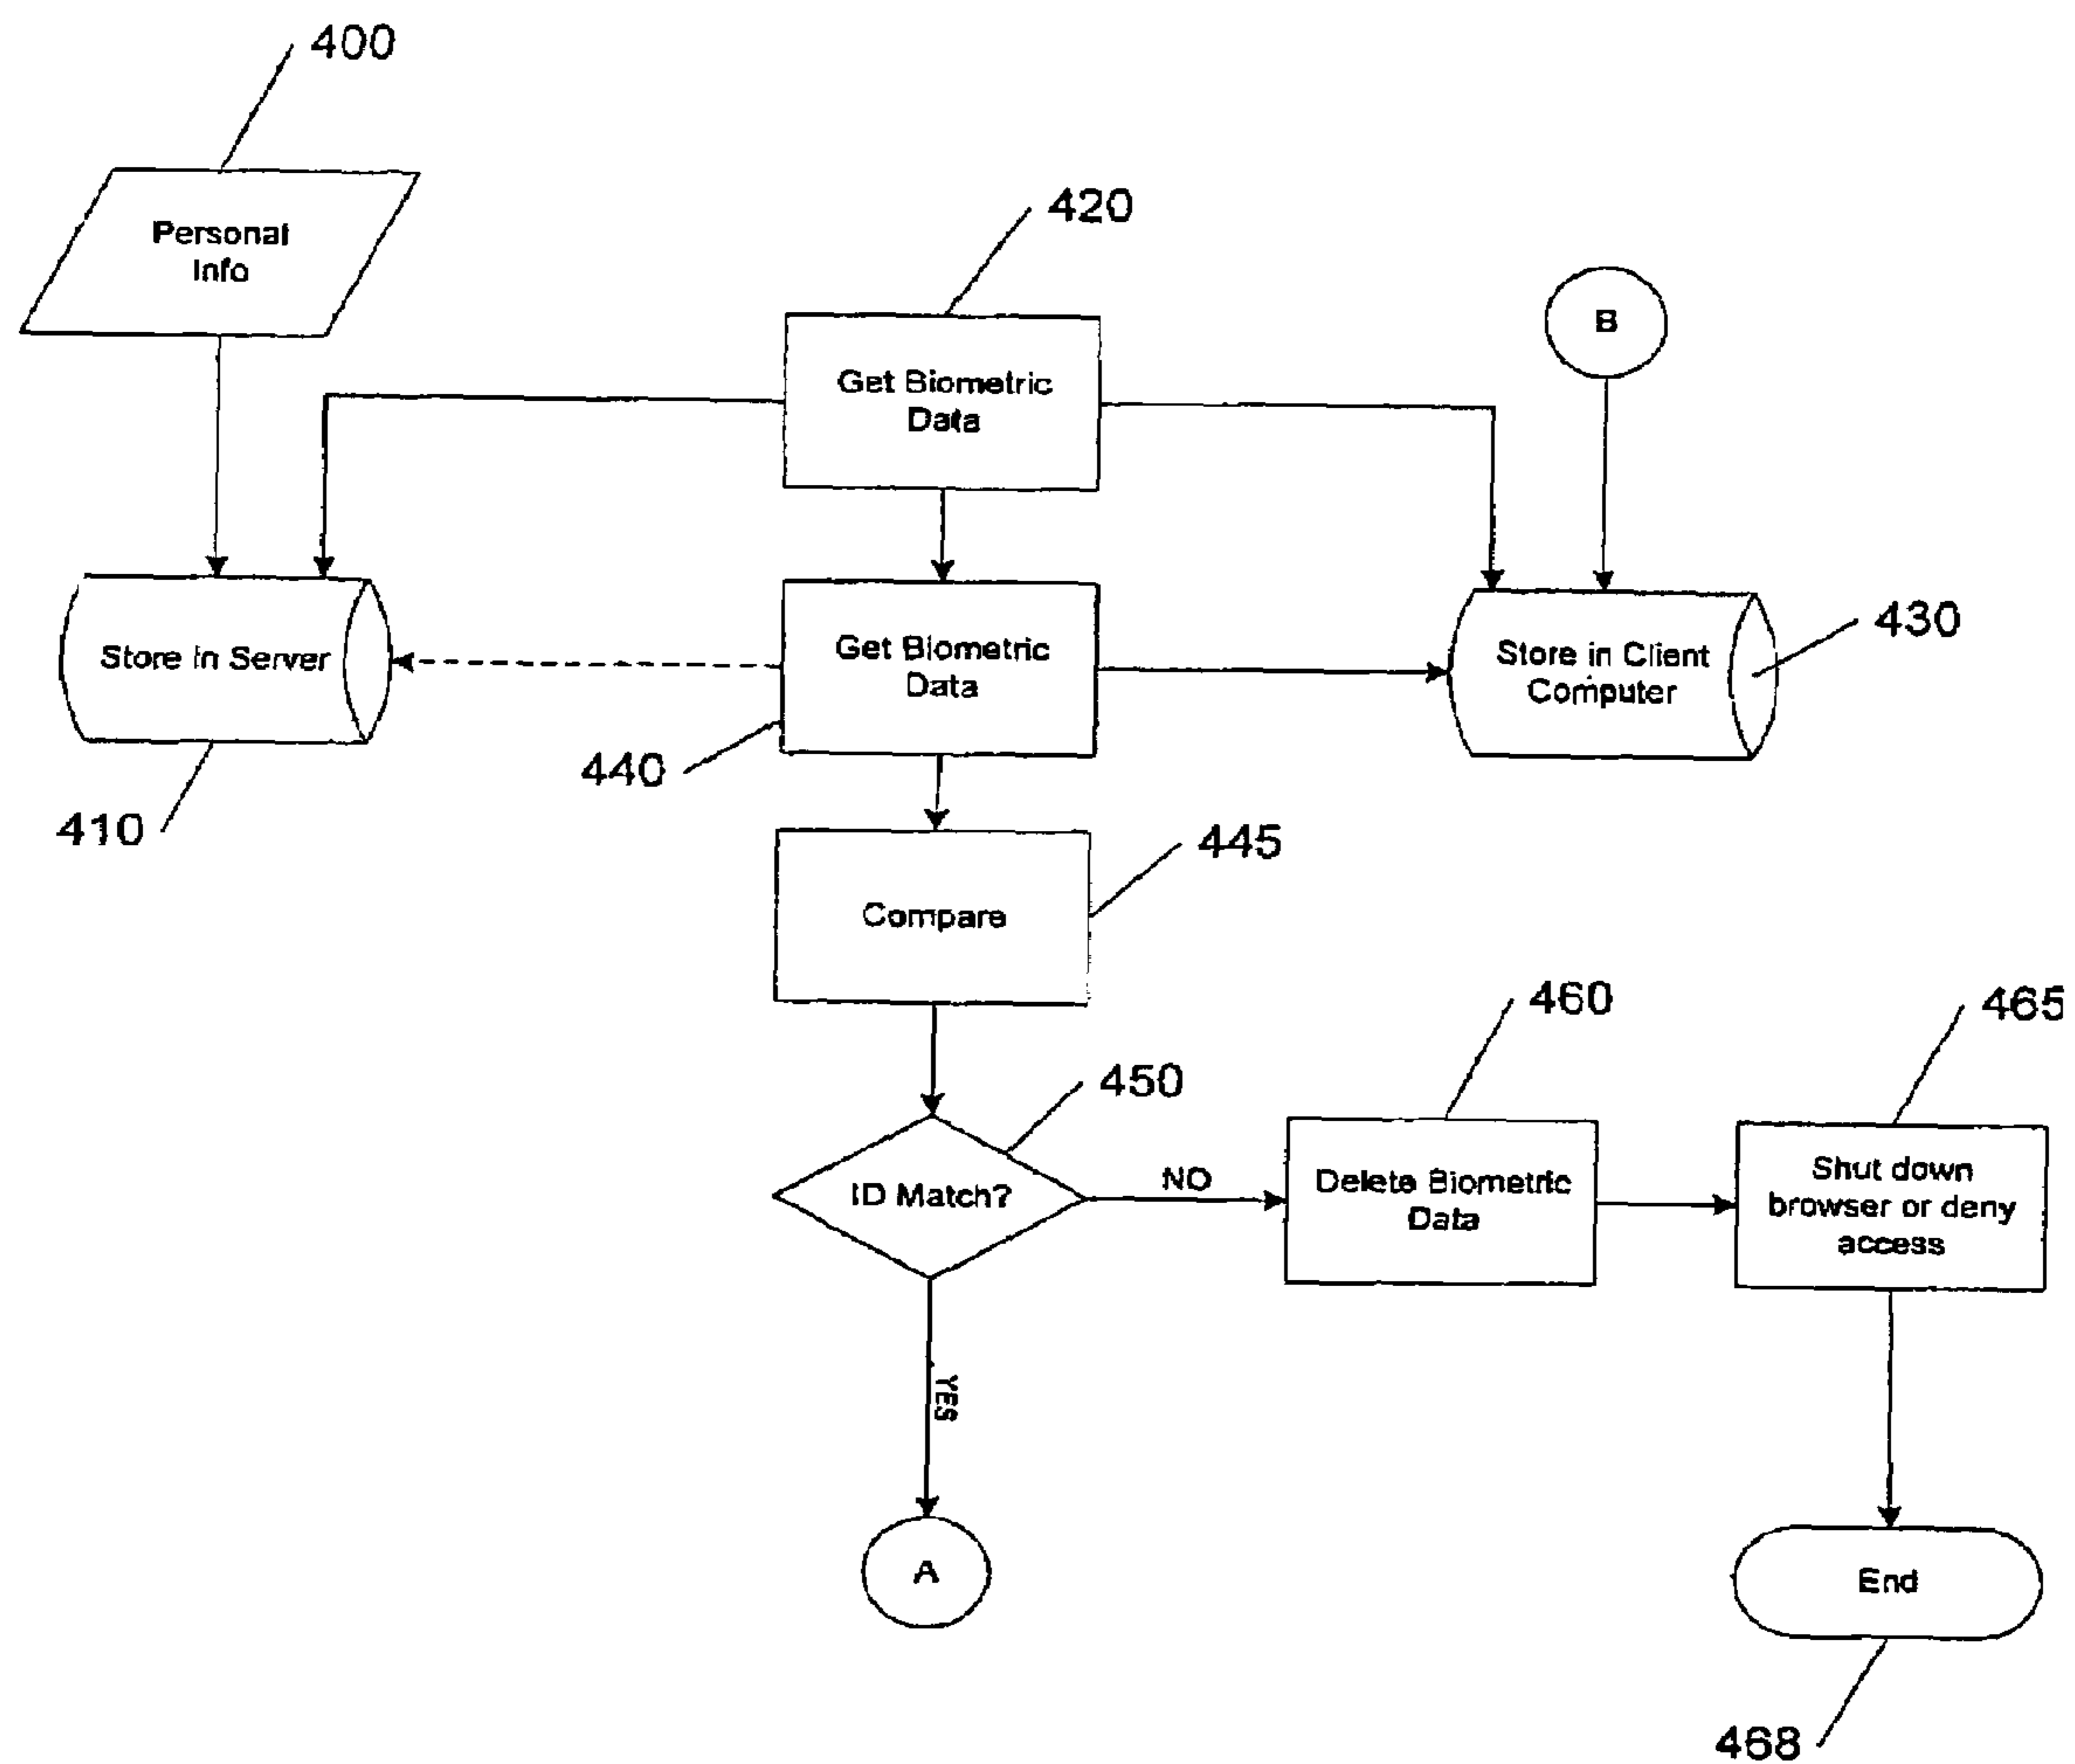 400
Personal
Info
420
Get Biometric
Data
B
Store in Server
Get Biometric
Data
Store in Client
Computer
430
440
410
445
Compare
460
465
450
ID Match?
NO
Delete Biometric
Data
Shut down
browser or deny
access
YES
A
End
468